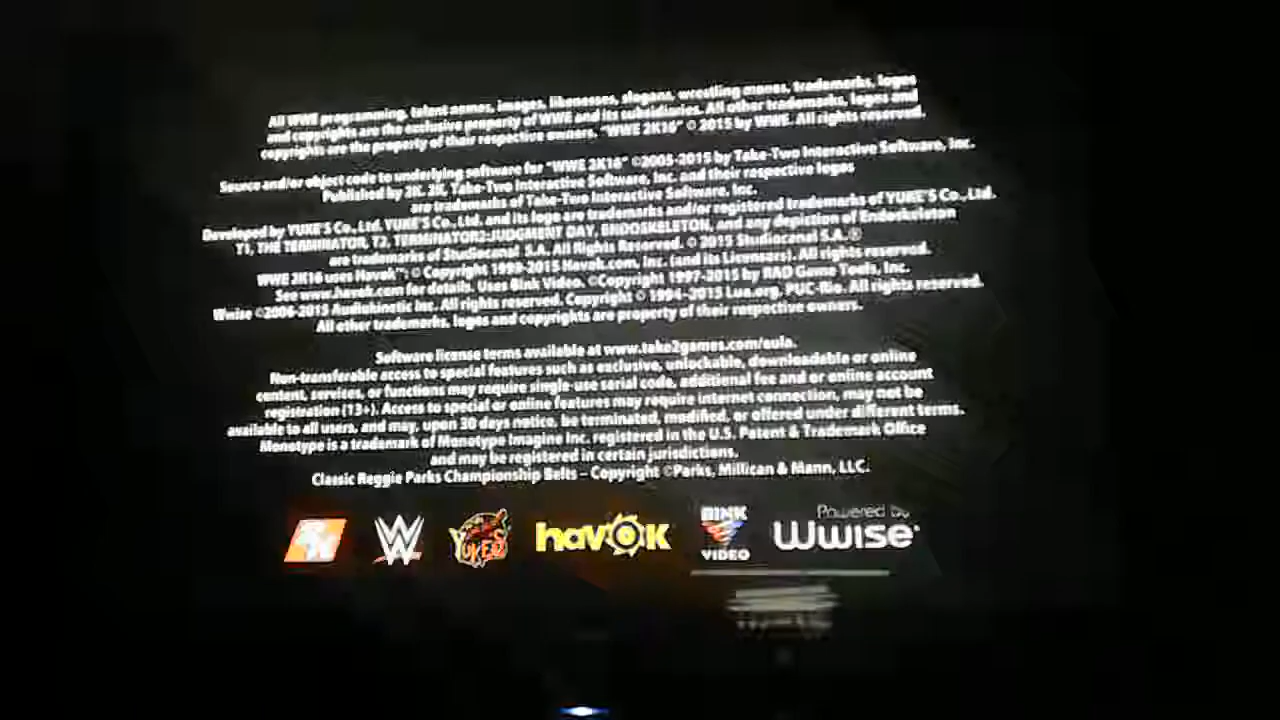 All WWE programming, talent names, images, likenesses, slogans, wrestling moves, trademarks, logos
and copyrights are the exclusive property of WWE and its subsidiaries. All other trademarks, logos and
copyrights are the property of their respective owners. "WWE 2K16" © 2015 by WWE. All rights reserved.
Source and/or object code to underlying software for "WWE 2K16" ©2005-2015 by Take-Two Interactive Software, Inc.
Published by 2K. 2K, Take-Two Interactive Software, Inc. and their respective logos
are trademarks of Take-Two Interactive Software, Inc.
Developed by YUKE'S Co., Ltd. YUKE'S Co., Ltd. and its logo are trademarks and/or registered trademarks of YUKE'S Co., Ltd.
T1, THE TERMINATOR, T2, TERMINATOR2:JUDGMENT DAY, ENDOSKELETON, and any depiction of Endoskeleton
are trademarks of Studiocanal S.A. All Rights Reserved. © 2015 Studiocanal S.A. ®
WWE 2K16 uses Havok™: © Copyright 1999-2015 Havok.com, Inc. (and its Licensors). All rights reserved.
See www.havok.com for details. Uses Bink Video. ©Copyright 1997-2015 by RAD Game Tools, Inc.
Wwise ©2006-2015 Audiokinetic Inc. All rights reserved. Copyright © 1994-2015 Lua.org, PUC-Rio. All rights reserved.
All other trademarks, logos and copyrights are property of their respective owners.
Software license terms available at www.take2games.com/eula.
Non-transferable access to special features such as exclusive, unlockable, downloadable or online
content, services, or functions may require single-use serial code, additional fee and or online account
registration (13+). Access to special or online features may require internet connection, may not be
available to all users, and may, upon 30 days notice, be terminated, modified, or offered under different terms.
Monotype is a trademark of Monotype Imagine Inc. registered in the U.S. Patent & Trademark Office
and may be registered in certain jurisdictions.
Classic Reggie Parks Championship Belts – Copyright ©Parks, Millican & Mann, LLC.
2K W YUKE'S havok BINK VIDEO Powered by Wwise